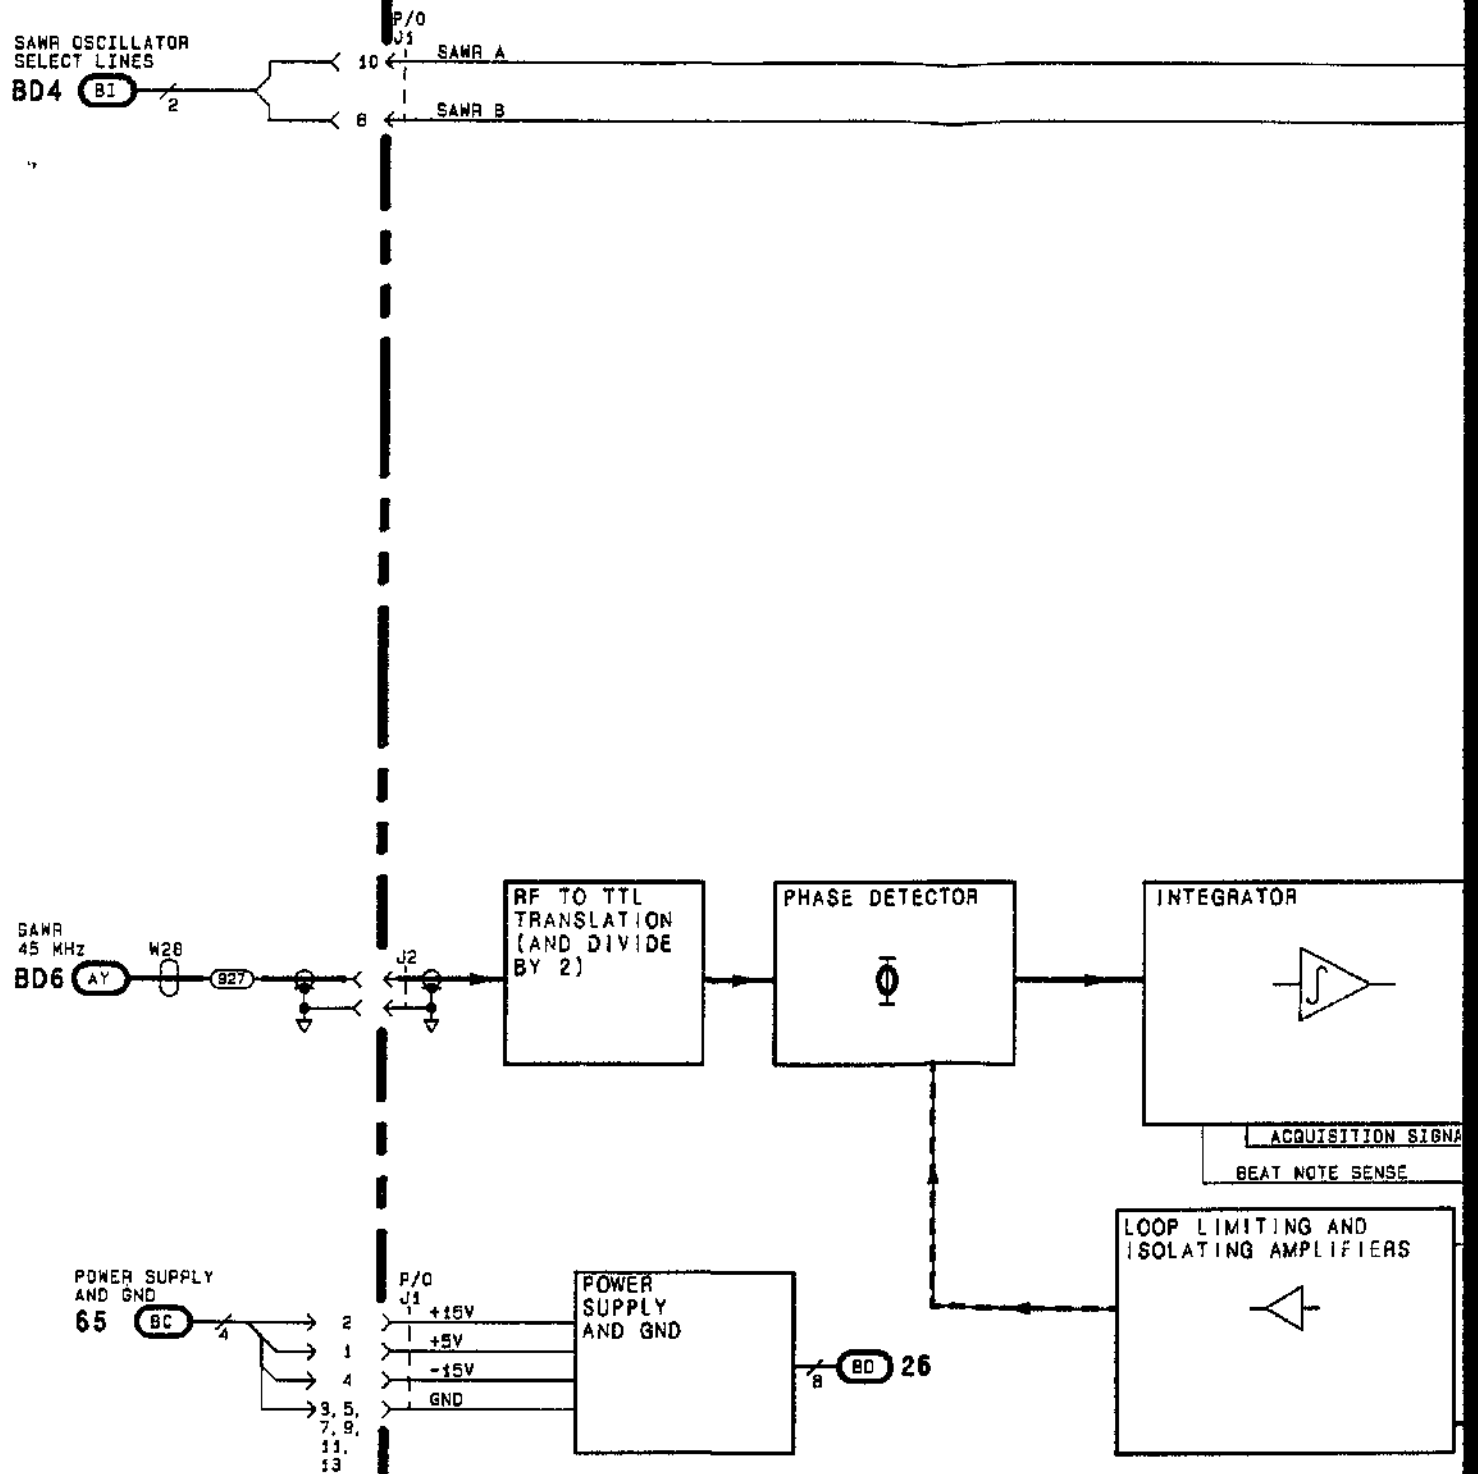 P/O
J1
SAWR OSCILLATOR
SELECT LINES
BD4 BI
2
10 SAWR A
8 SAWR B
RF TO TTL
TRANSLATION
(AND DIVIDE
BY 2)
PHASE DETECTOR
Φ
INTEGRATOR
∫
SAWR
45 MHz
BD6 AY
W28
927
J2
ACQUISITION SIGNA
BEAT NOTE SENSE
LOOP LIMITING AND
ISOLATING AMPLIFIERS
POWER SUPPLY
AND GND
65 BC
4
P/O
J1
2 +15V
1 +5V
4 -15V
3, 5, GND
7, 9,
11,
13
POWER
SUPPLY
AND GND
8
BD 26